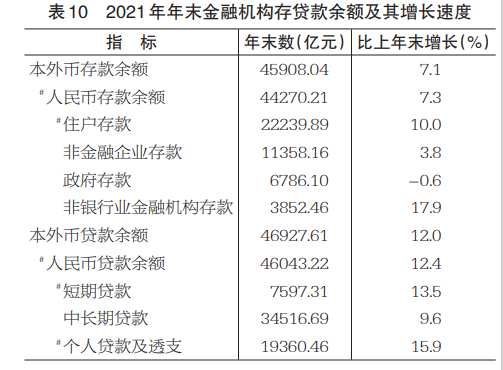 表10 2021年年末金融机构存贷款余额及其增长速度
指 标 年末数(亿元) 比上年末增长(%)
本外币存款余额 45908.04 7.1
#人民币存款余额 44270.21 7.3
#住户存款 22239.89 10.0
非金融企业存款 11358.16 3.8
政府存款 6786.10 -0.6
非银行业金融机构存款 3852.46 17.9
本外币贷款余额 46927.61 12.0
#人民币贷款余额 46043.22 12.4
#短期贷款 7597.31 13.5
中长期贷款 34516.69 9.6
#个人贷款及透支 19360.46 15.9